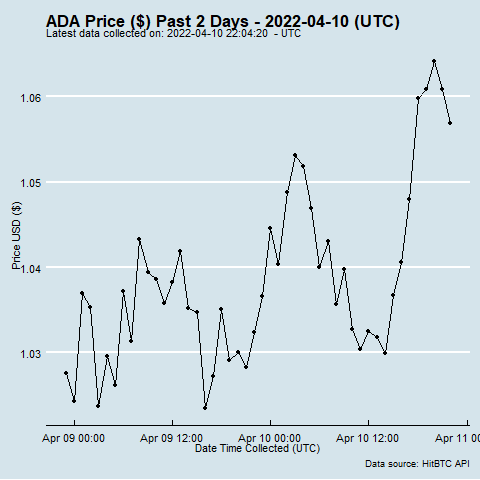 ADA Price ($) Past 2 Days - 2022-04-10 (UTC)
Latest data collected on: 2022-04-10 22:04:20 - UTC
1.06
1.05
1.04
1.03
Price USD ($)
Apr 09 00:00 Apr 09 12:00 Apr 10 00:00 Apr 10 12:00 Apr 11 00
Date Time Collected (UTC)
Data source: HitBTC API